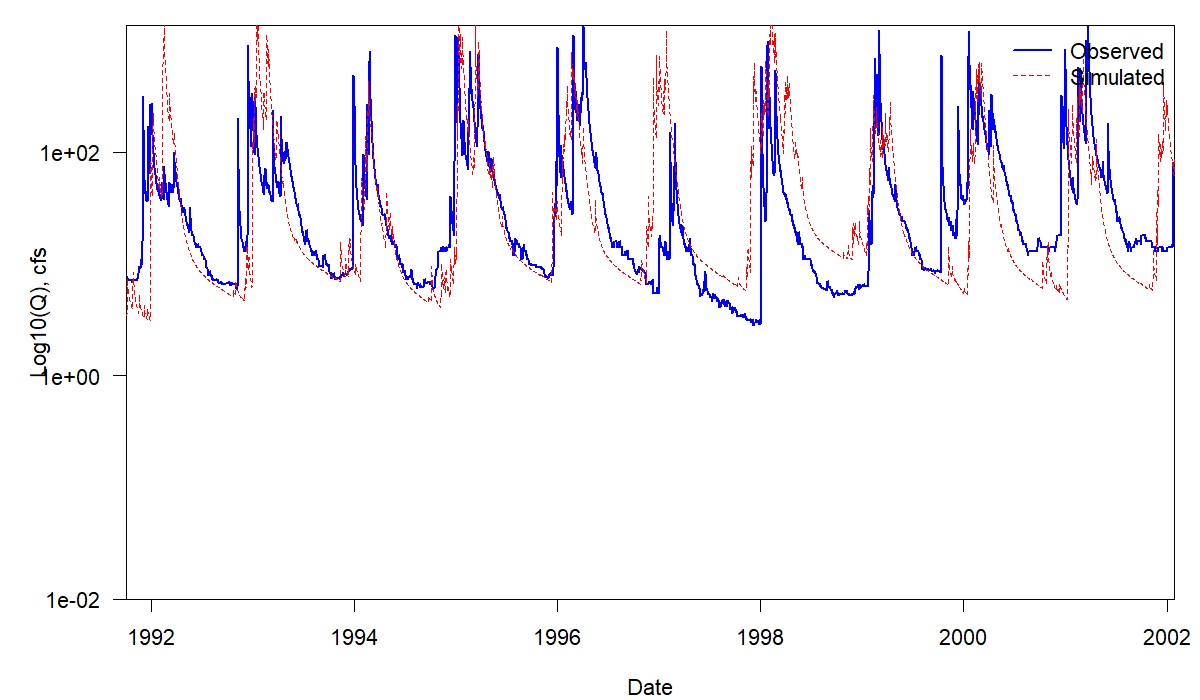 Observed
Simulated
1e+02
1e+00
1e-02
Log10(Q), cfs
1992
1994
1996
1998
2000
2002
Date